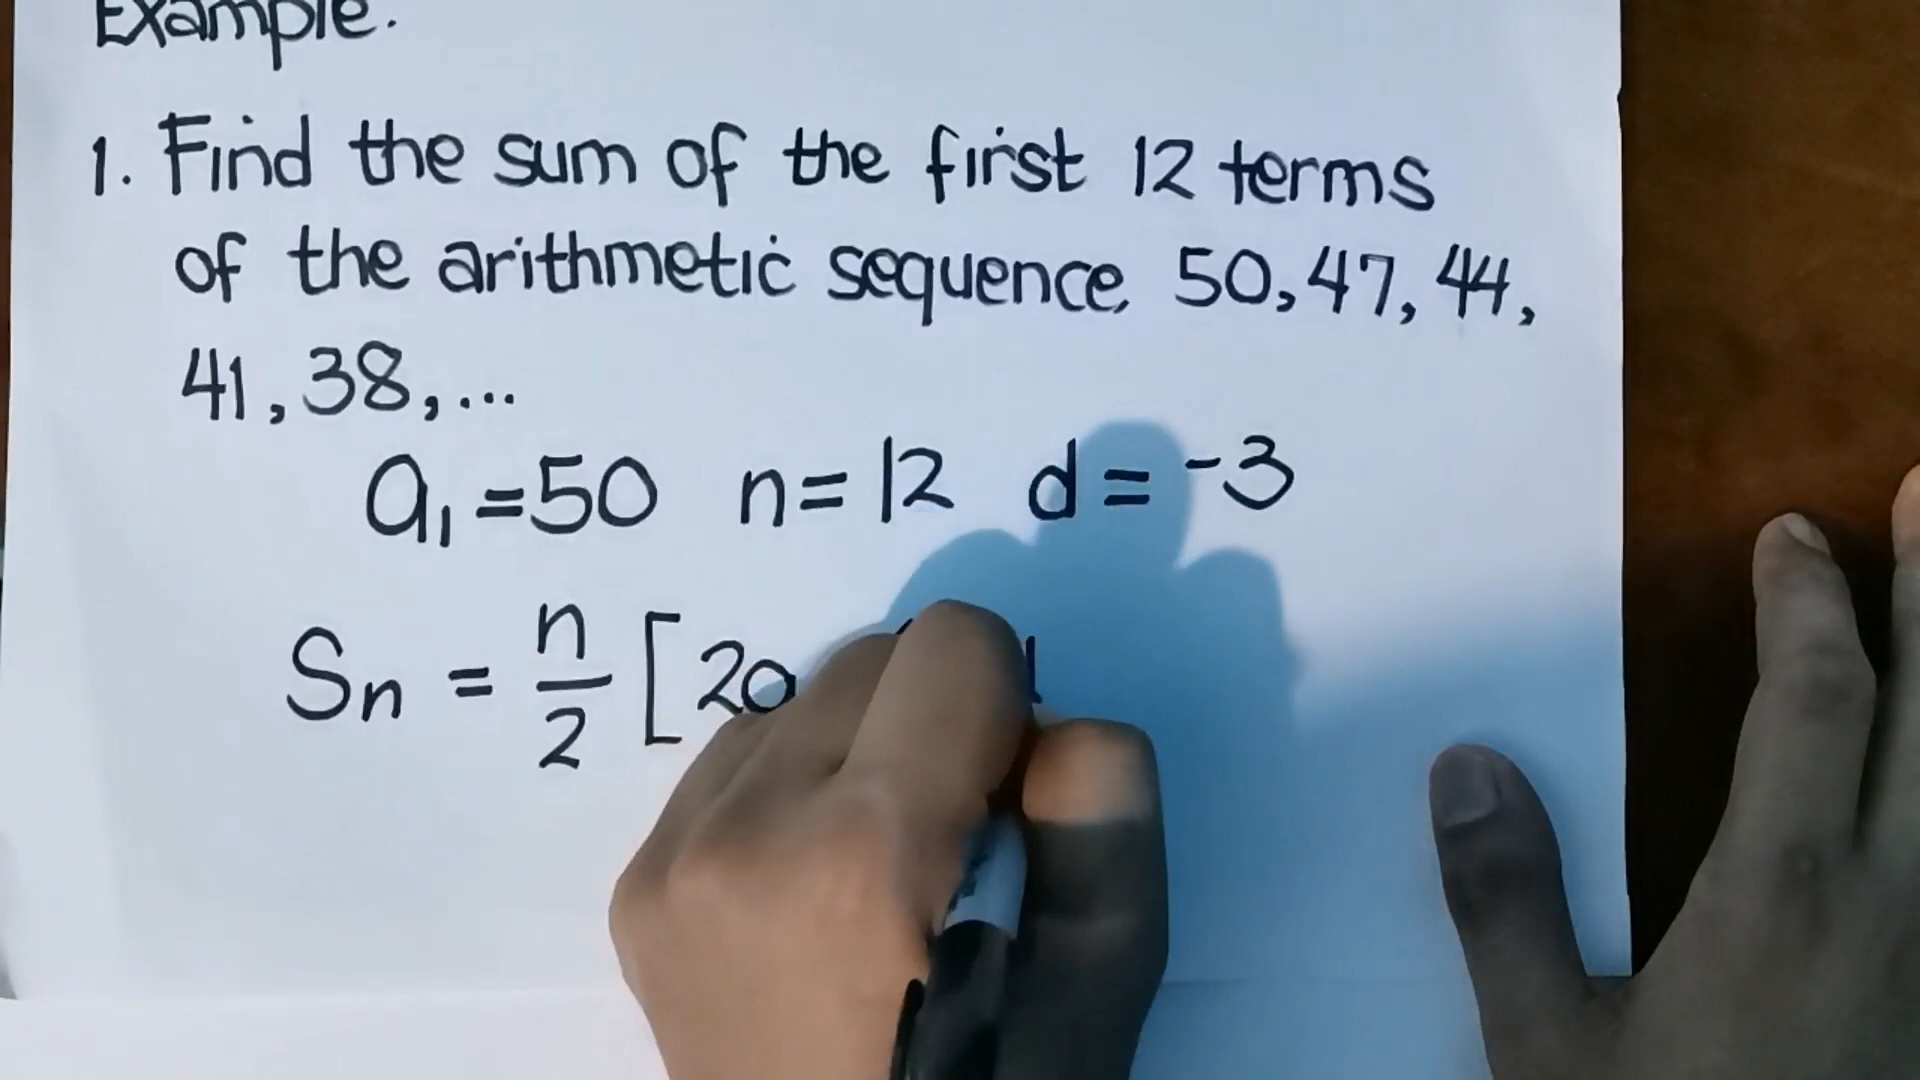 Example.
1. Find the sum of the first 12 terms
of the arithmetic sequence, 50, 47, 44,
41, 38, ...
a₁ = 50 n = 12 d = -3
Sn = n/2 [2a